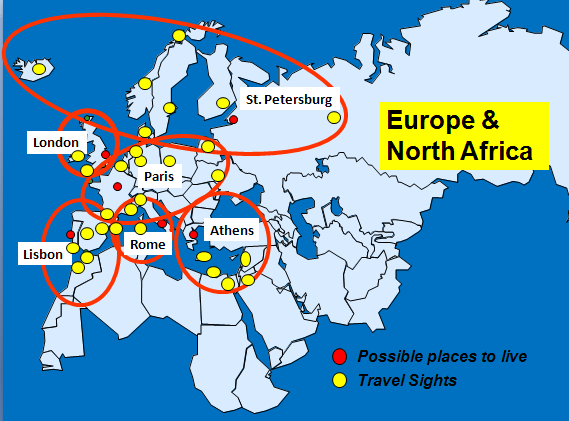 St. Petersburg
Europe &
North Africa
London
Paris
Athens
Rome
Lisbon
Possible places to live
Travel Sights